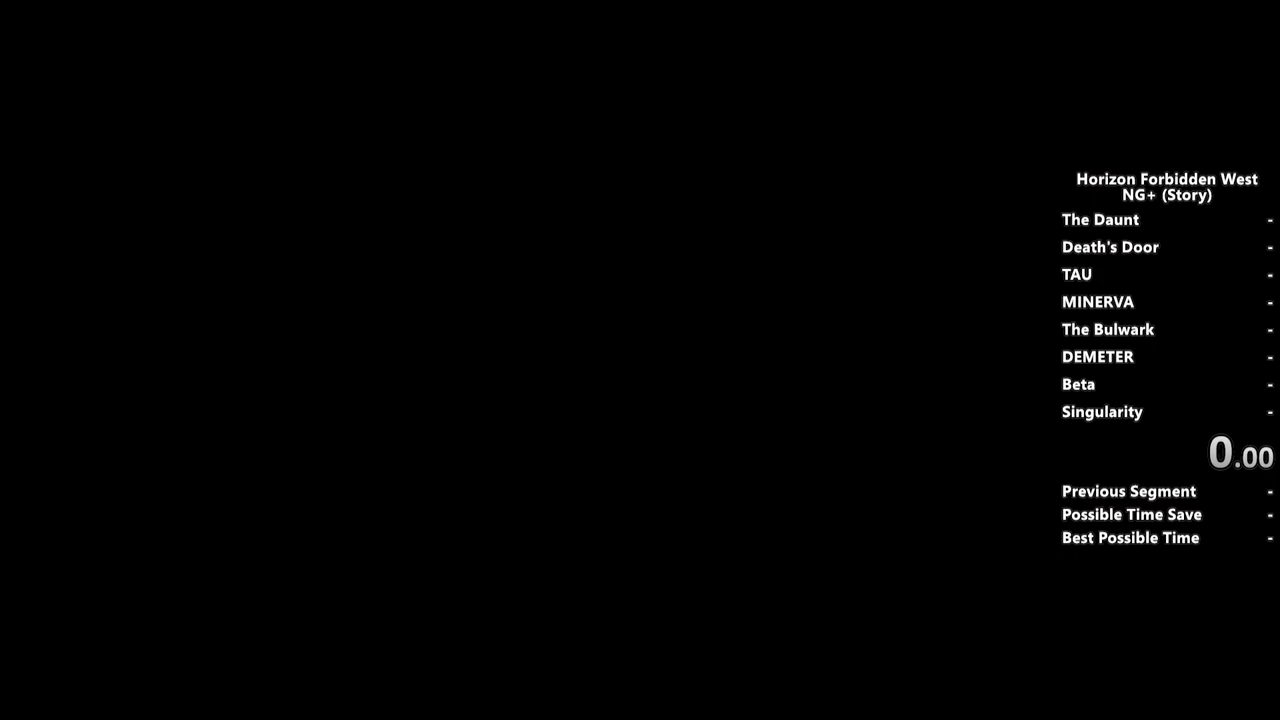 Horizon Forbidden West
NG+ (Story)
The Daunt -
Death's Door -
TAU -
MINERVA -
The Bulwark -
DEMETER -
Beta -
Singularity -
0.00
Previous Segment -
Possible Time Save -
Best Possible Time -